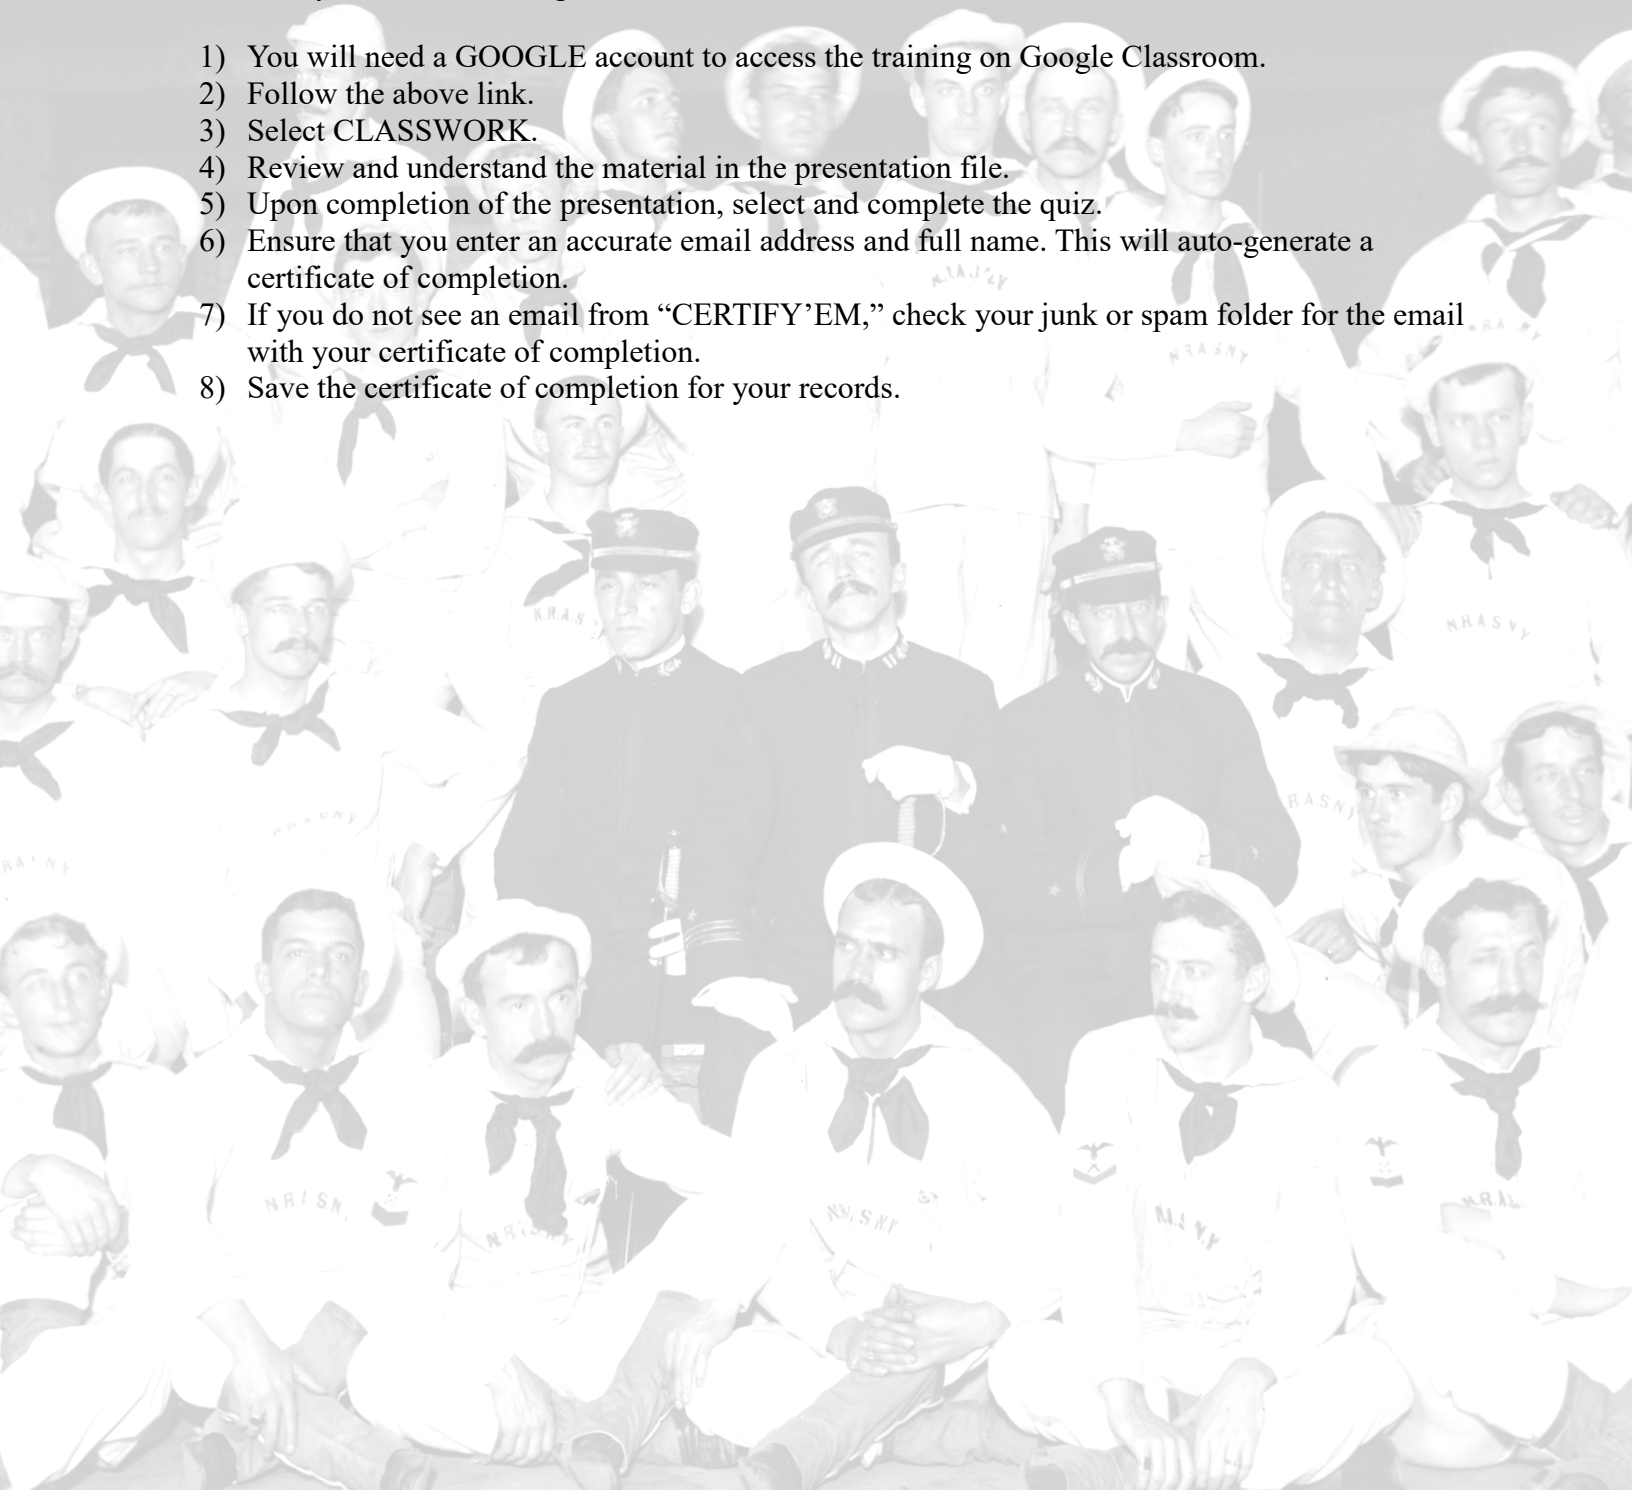 1) You will need a GOOGLE account to access the training on Google Classroom.
2) Follow the above link.
3) Select CLASSWORK.
4) Review and understand the material in the presentation file.
5) Upon completion of the presentation, select and complete the quiz.
6) Ensure that you enter an accurate email address and full name. This will auto-generate a
certificate of completion.
7) If you do not see an email from “CERTIFY’EM,” check your junk or spam folder for the email
with your certificate of completion.
8) Save the certificate of completion for your records.
NRASNY
NRASNY
RASNY